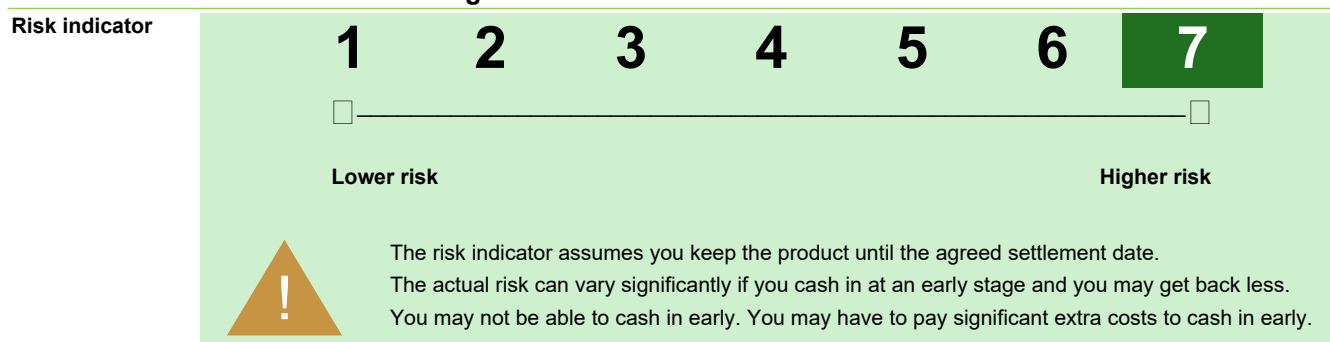 Risk indicator
1 2 3 4 5 6 7
Lower risk Higher risk
!
The risk indicator assumes you keep the product until the agreed settlement date.
The actual risk can vary significantly if you cash in at an early stage and you may get back less.
You may not be able to cash in early. You may have to pay significant extra costs to cash in early.